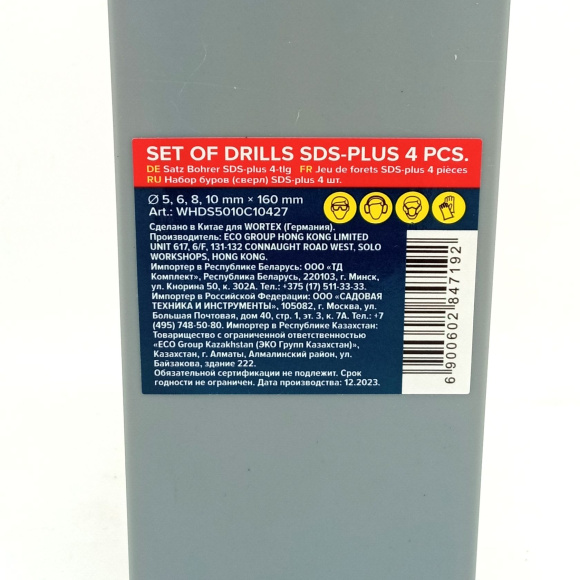 SET OF DRILLS SDS-PLUS 4 PCS.
DE Satz Bohrer SDS-plus 4-tlg FR Jeu de forets SDS-plus 4 pièces
RU Набор буров (сверл) SDS-plus 4 шт.
Ø 5, 6, 8, 10 mm × 160 mm
Art.: WHDS5010C10427
Сделано в Китае для WORTEX (Германия).
Производитель: ECO GROUP HONG KONG LIMITED
UNIT 617, 6/F, 131-132 CONNAUGHT ROAD WEST, SOLO
WORKSHOPS, HONG KONG.
Импортер в Республике Беларусь: ООО «ТД
Комплект», Республика Беларусь, 220103, г. Минск,
ул. Кнорина 50, к. 302А. Тел.: +375 (17) 511-33-33.
Импортер в Российской Федерации: ООО «САДОВАЯ
ТЕХНИКА И ИНСТРУМЕНТЫ», 105082, г. Москва, ул.
Большая Почтовая, дом 40, стр. 1, эт. 3, к. 7А. Тел.: +7
(495) 748-50-80. Импортер в Республике Казахстан:
Товарищество с ограниченной ответственностью
«ECO Group Kazakhstan (ЭКО Групп Казахстан)»,
Казахстан, г. Алматы, Алмалинский район, ул.
Байзакова, здание 222.
Обязательной сертификации не подлежит. Срок
годности не ограничен. Дата производства: 12.2023.
6 900602 847192